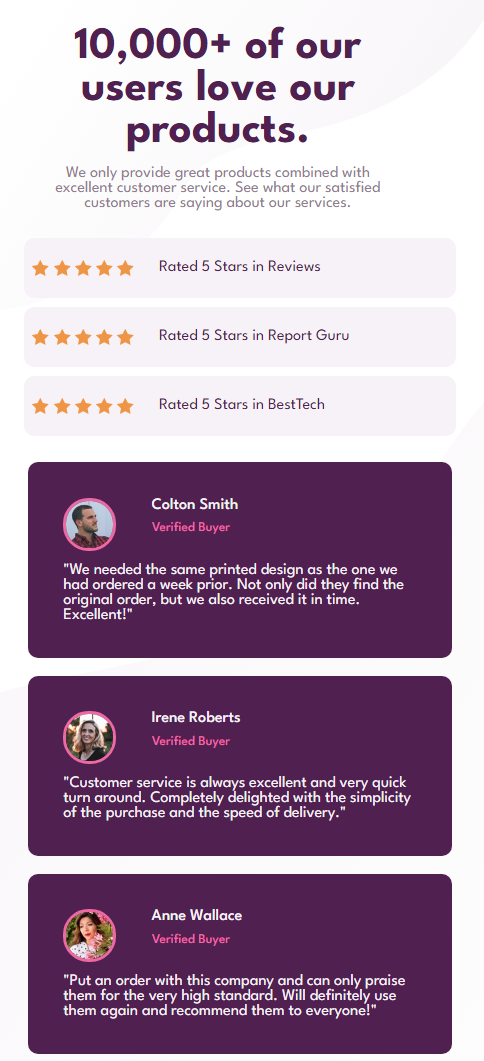 10,000+ of our
users love our
products.
We only provide great products combined with
excellent customer service. See what our satisfied
customers are saying about our services.
Rated 5 Stars in Reviews
Rated 5 Stars in Report Guru
Rated 5 Stars in BestTech
Colton Smith
Verified Buyer
"We needed the same printed design as the one we
had ordered a week prior. Not only did they find the
original order, but we also received it in time.
Excellent!"
Irene Roberts
Verified Buyer
"Customer service is always excellent and very quick
turn around. Completely delighted with the simplicity
of the purchase and the speed of delivery."
Anne Wallace
Verified Buyer
"Put an order with this company and can only praise
them for the very high standard. Will definitely use
them again and recommend them to everyone!"